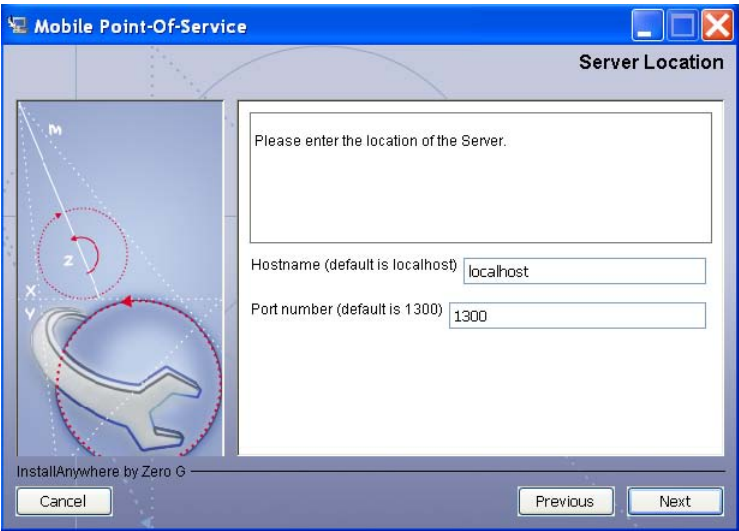 Mobile Point-Of-Service
Server Location
M
Z
X
Y
Please enter the location of the Server.
Hostname (default is localhost) localhost
Port number (default is 1300) 1300
InstallAnywhere by Zero G
Cancel Previous Next